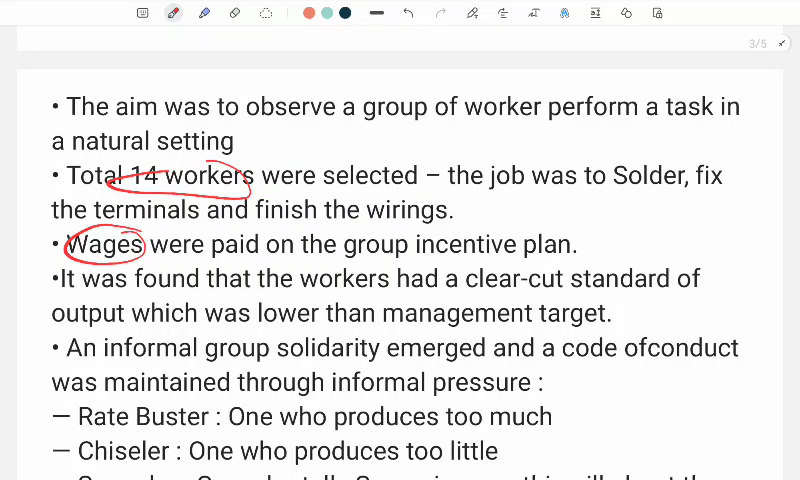 3/5
• The aim was to observe a group of worker perform a task in
a natural setting
• Total 14 workers were selected – the job was to Solder, fix
the terminals and finish the wirings.
• Wages were paid on the group incentive plan.
•It was found that the workers had a clear-cut standard of
output which was lower than management target.
• An informal group solidarity emerged and a code ofconduct
was maintained through informal pressure :
— Rate Buster : One who produces too much
— Chiseler : One who produces too little